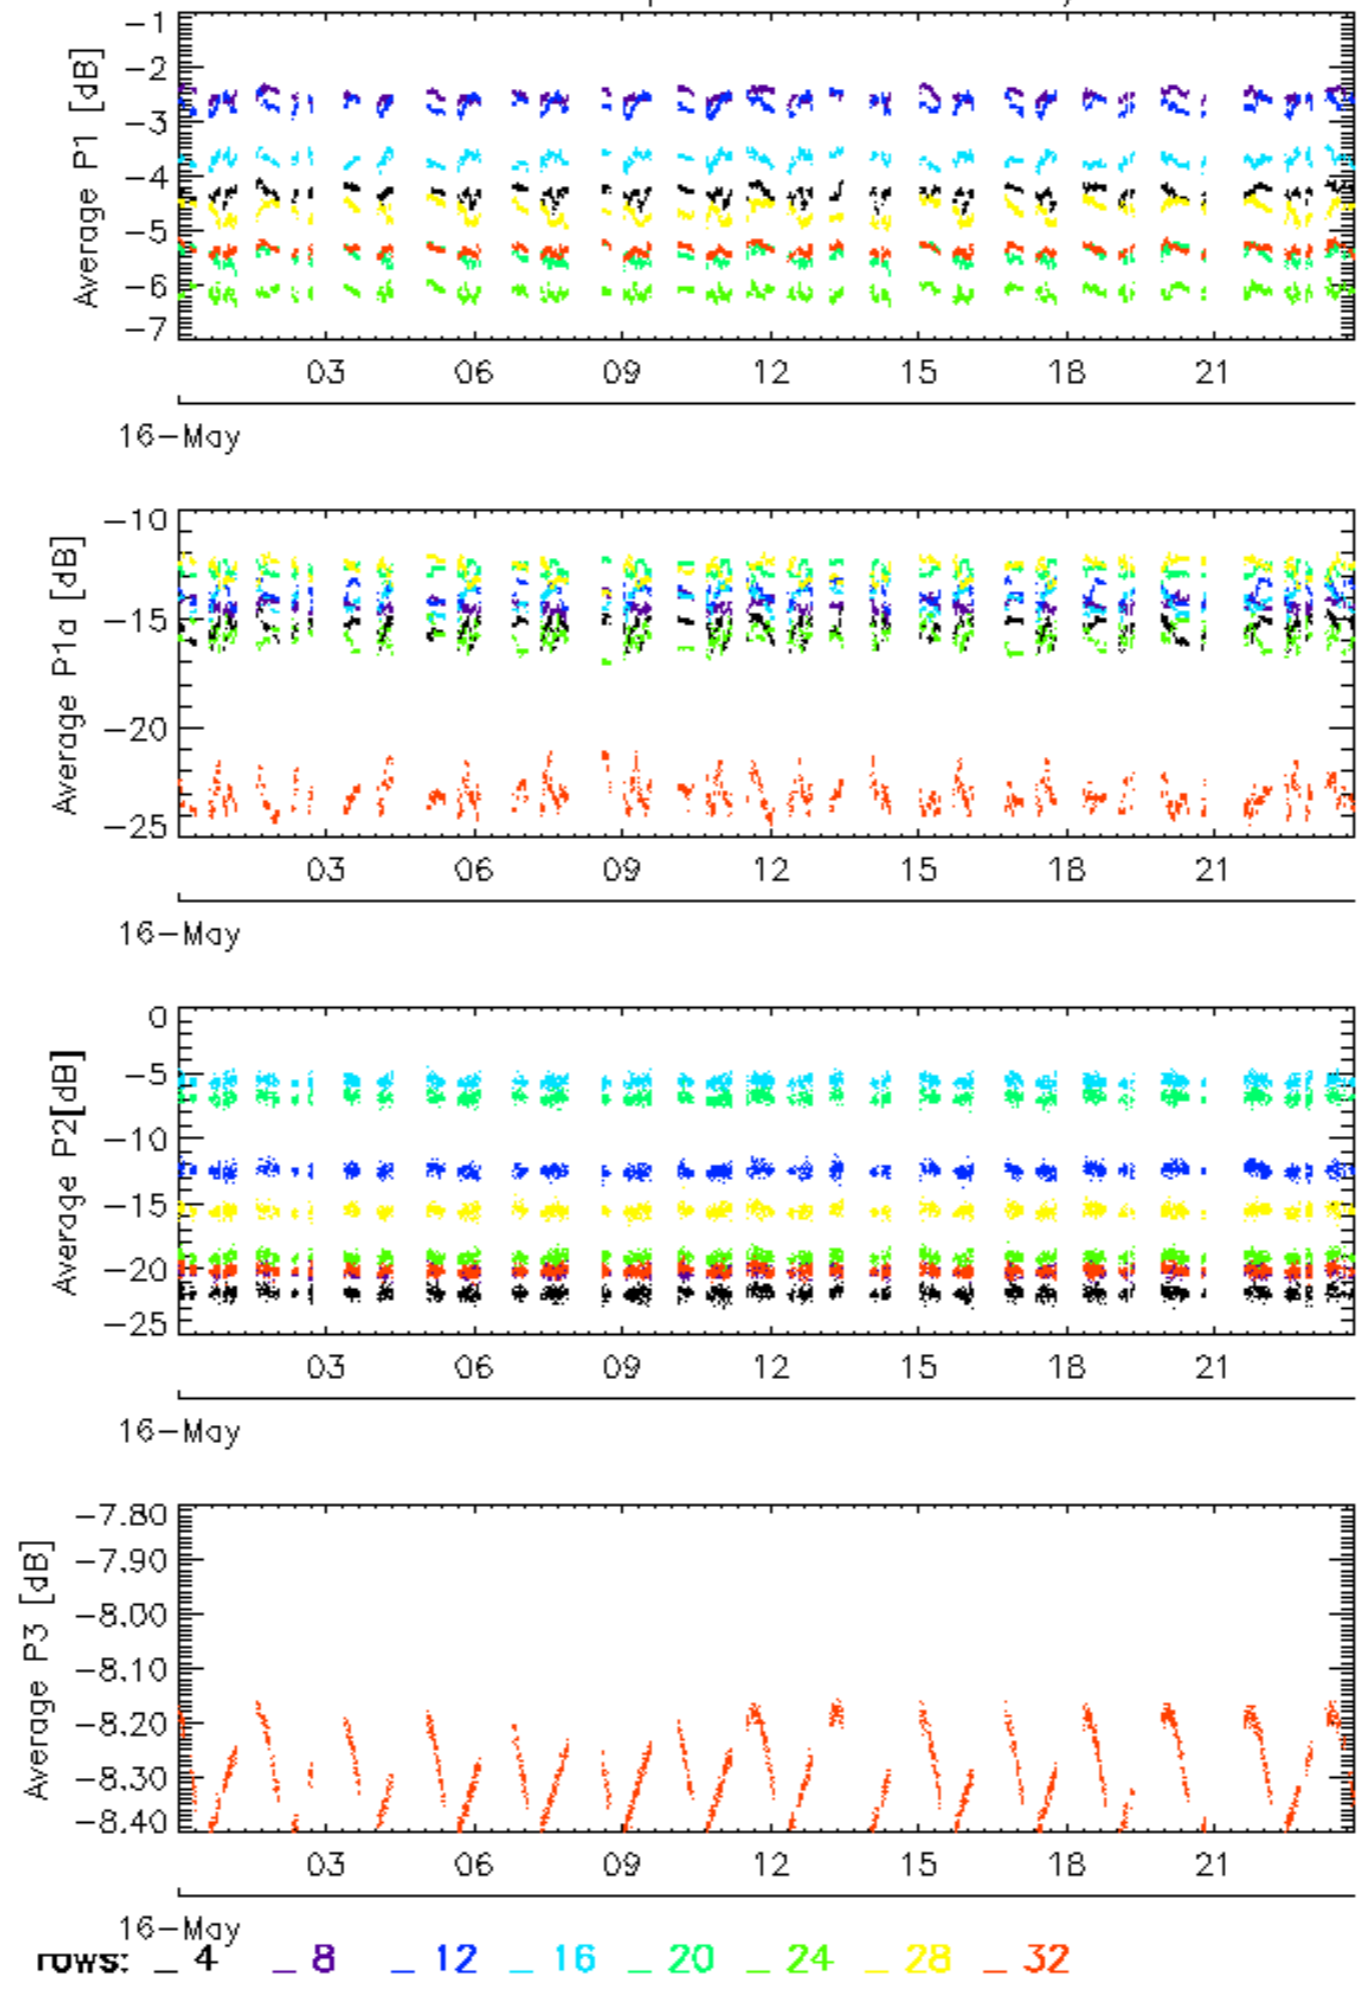 Average P1 [dB]
-1
-2
-3
-4
-5
-6
-7
03 06 09 12 15 18 21
16-May
Average P1a [dB]
-10
-15
-20
-25
03 06 09 12 15 18 21
16-May
Average P2[dB]
0
-5
-10
-15
-20
-25
03 06 09 12 15 18 21
16-May
Average P3 [dB]
-7.80
-7.90
-8.00
-8.10
-8.20
-8.30
-8.40
03 06 09 12 15 18 21
16-May
rows: _ 4 _ 8 _ 12 _ 16 _ 20 _ 24 _ 28 _ 32